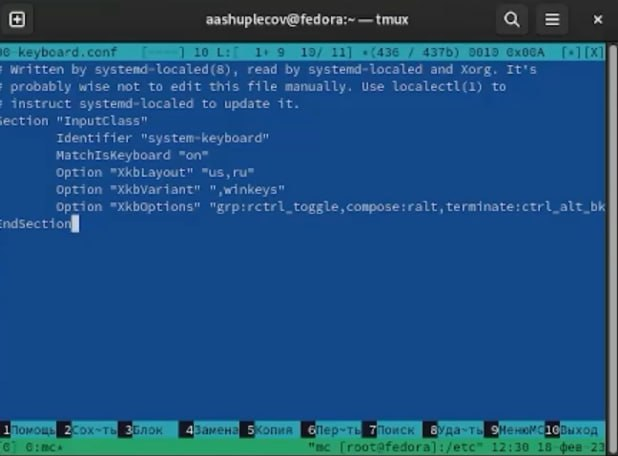 aashuplecov@fedora:~ — tmux
00-keyboard.conf [----] 10 L:[ 1+ 9 10/ 11] *(436 / 437b) 0010 0x00A [*][X]
# Written by systemd-localed(8), read by systemd-localed and Xorg. It's
# probably wise not to edit this file manually. Use localectl(1) to
# instruct systemd-localed to update it.
Section "InputClass"
Identifier "system-keyboard"
MatchIsKeyboard "on"
Option "XkbLayout" "us,ru"
Option "XkbVariant" ",winkeys"
Option "XkbOptions" "grp:rctrl_toggle,compose:ralt,terminate:ctrl_alt_bk
EndSection
1Помощь 2Сох~ть 3Блок 4Замена 5Копия 6Пер~ть 7Поиск 8Уда~ть 9МенюMC 10Выход
[0] 0:mc* "mc [root@fedora]:/etc" 12:30 18-фев-23